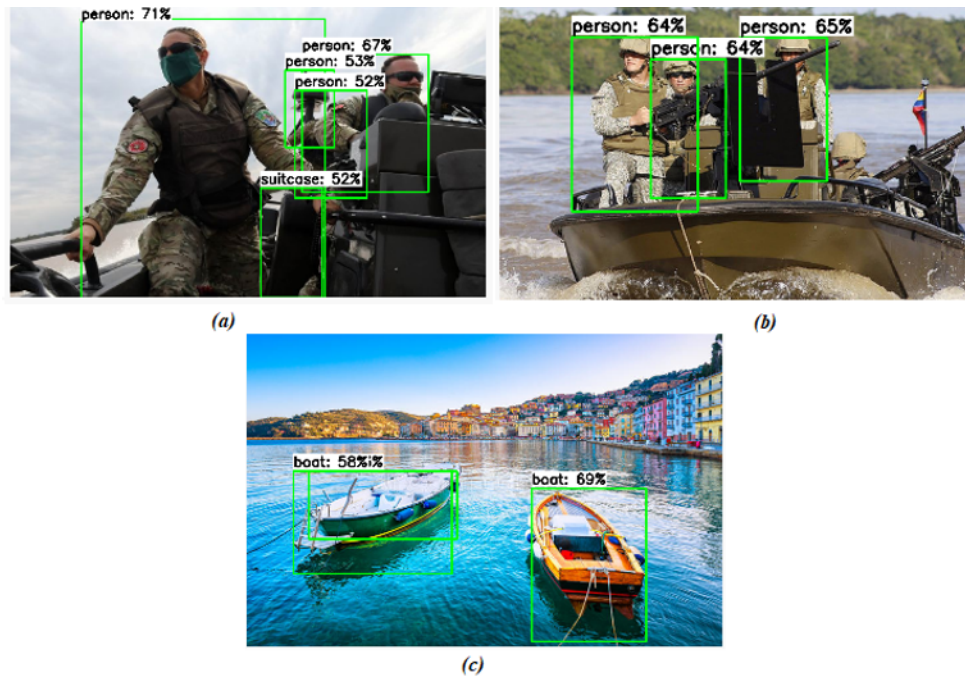 person: 71%
person: 67%
person: 53%
person: 52%
suitcase: 52%
(a)
person: 64%
person: 64%
person: 65%
(b)
boat: 58%
boat: 69%
(c)